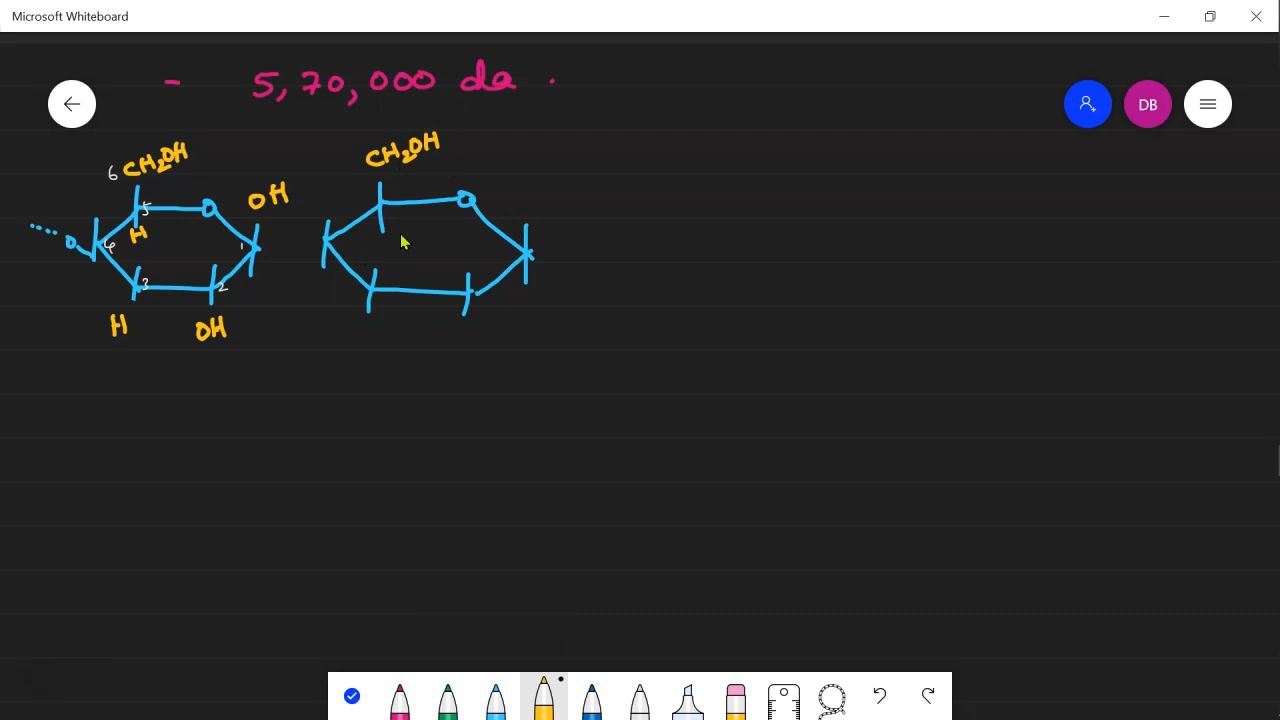 Microsoft Whiteboard
- 5,70,000 da .
DB
6 CH2OH
CH2OH
5 O OH
O
O 4 H 1
3 2
H OH